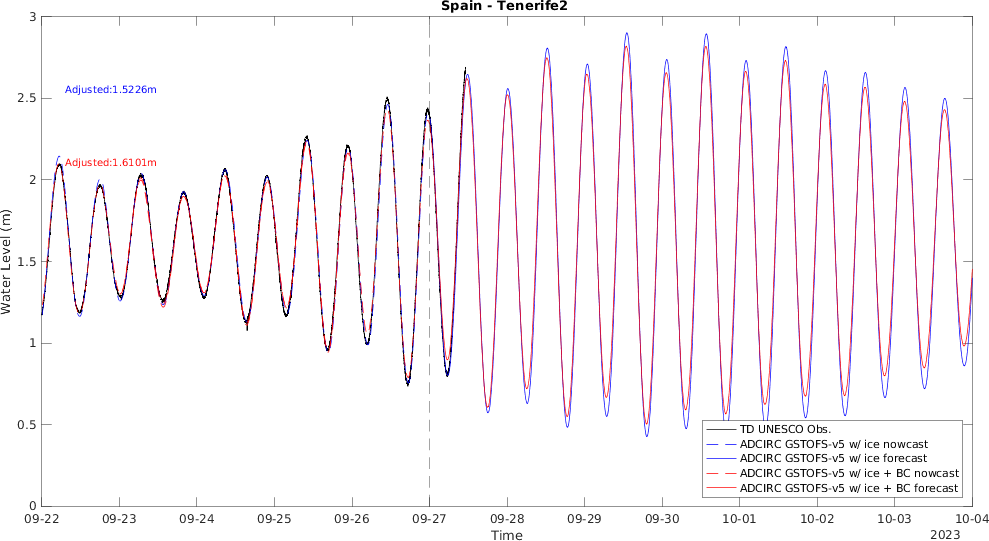 Spain - Tenerife2
3
2.5
2
1.5
1
0.5
0
Water Level (m)
Adjusted:1.5226m
Adjusted:1.6101m
TD UNESCO Obs.
ADCIRC GSTOFS-v5 w/ ice nowcast
ADCIRC GSTOFS-v5 w/ ice forecast
ADCIRC GSTOFS-v5 w/ ice + BC nowcast
ADCIRC GSTOFS-v5 w/ ice + BC forecast
09-22 09-23 09-24 09-25 09-26 09-27 09-28 09-29 09-30 10-01 10-02 10-03 10-04
Time
2023